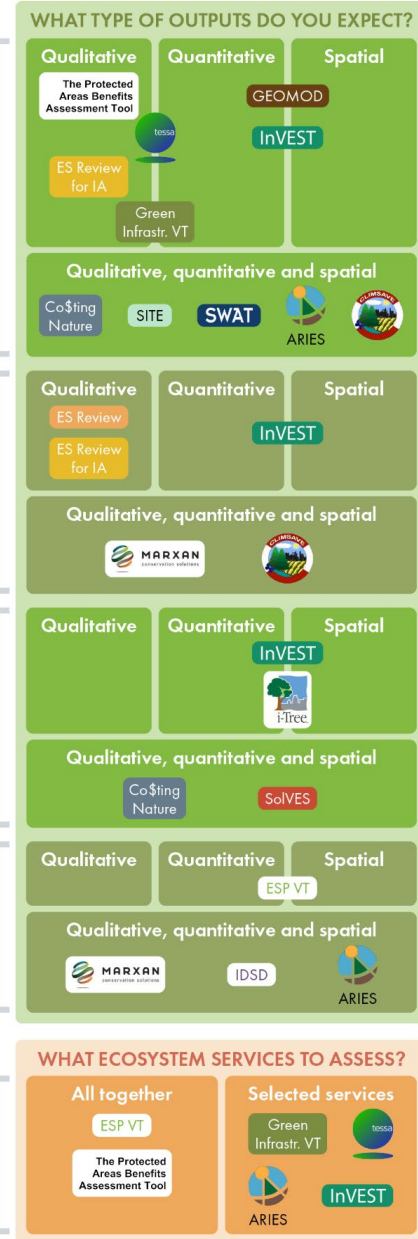 WHAT TYPE OF OUTPUTS DO YOU EXPECT?
Qualitative
Quantitative
Spatial
The Protected
Areas Benefits
Assessment Tool
tessa
GEOMOD
InVEST
ES Review
for IA
Green
Infrastr. VT
Qualitative, quantitative and spatial
Co$ting
Nature
SITE
SWAT
ARIES
CLIMSAVE
Qualitative
Quantitative
Spatial
ES Review
ES Review
for IA
InVEST
Qualitative, quantitative and spatial
MARXAN
conservation solutions
CLIMSAVE
Qualitative
Quantitative
Spatial
InVEST
i-Tree
Qualitative, quantitative and spatial
Co$ting
Nature
SolVES
Qualitative
Quantitative
Spatial
ESP VT
Qualitative, quantitative and spatial
MARXAN
conservation solutions
IDSD
ARIES
WHAT ECOSYSTEM SERVICES TO ASSESS?
All together
ESP VT
The Protected
Areas Benefits
Assessment Tool
Selected services
Green
Infrastr. VT
tessa
ARIES
InVEST